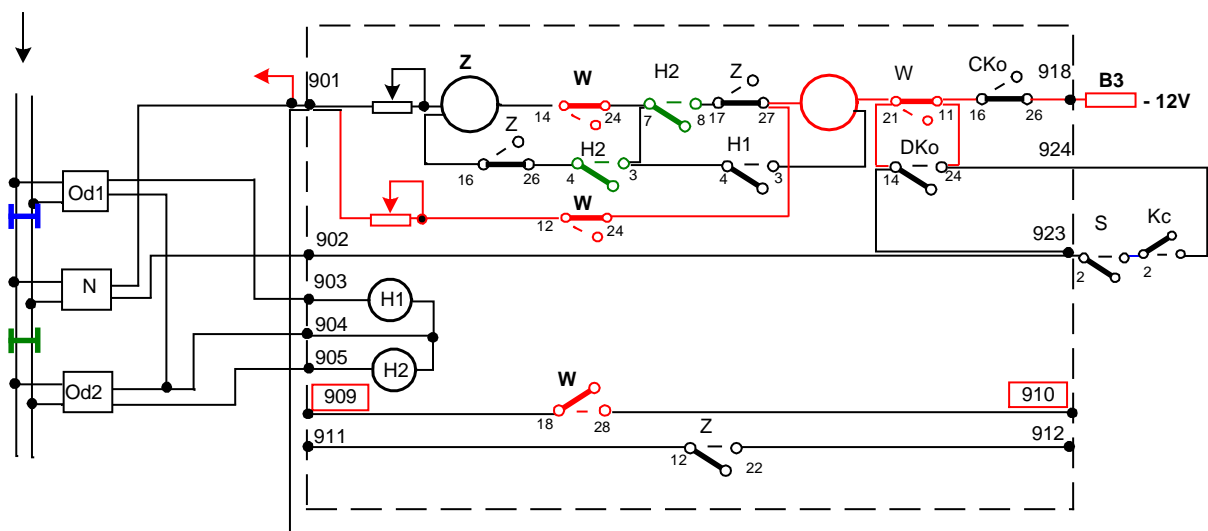 901 Z W H2 Z W CKo 918 B3
- 12V
14 24 7 8 17 27 21 11 16 26
Z H2 H1 DKo 924
16 26 4 3 4 3 14 24
Od1
W
12 24
902 923 S Kc
2 2
N
903
H1
904
905
H2
Od2
909 W 910
18 28
911 Z 912
12 22